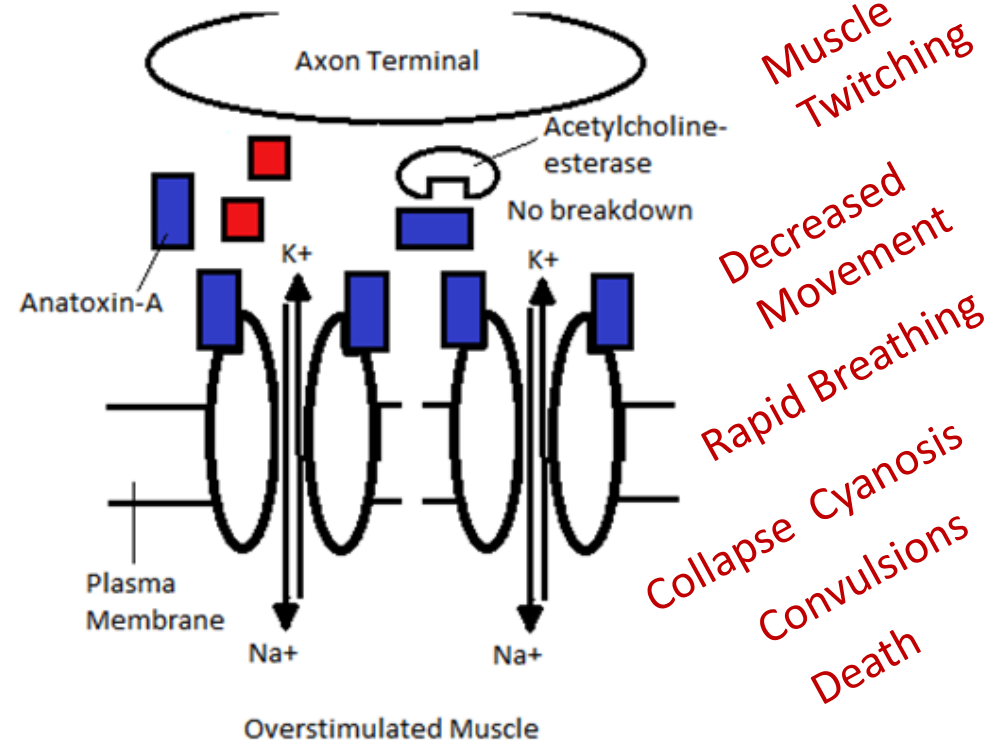 Axon Terminal
Acetylcholine-
esterase
No breakdown
K+
K+
Anatoxin-A
Plasma
Membrane
Na+
Na+
Overstimulated Muscle
Muscle
Twitching
Decreased
Movement
Rapid Breathing
Collapse Cyanosis
Convulsions
Death